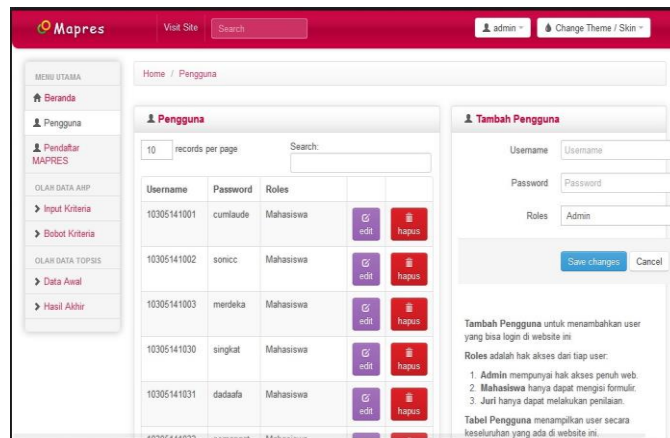 Mapres
Visit Site
Search
admin
Change Theme / Skin
MENU UTAMA
Beranda
Pengguna
Pendaftar
MAPRES
OLAH DATA AHP
Input Kriteria
Bobot Kriteria
OLAH DATA TOPSIS
Data Awal
Hasil Akhir
Home / Pengguna
Pengguna
10 records per page
Search:
Username Password Roles
10305141001 cumlaude Mahasiswa edit hapus
10305141002 sonicc Mahasiswa edit hapus
10305141003 merdeka Mahasiswa edit hapus
10305141030 singkat Mahasiswa edit hapus
10305141031 dadaafa Mahasiswa edit hapus
Tambah Pengguna
Username Username
Password Password
Roles Admin
Save changes Cancel
Tambah Pengguna untuk menambahkan user
yang bisa login di website ini
Roles adalah hak akses dari tiap user:
1. Admin mempunyai hak akses penuh web.
2. Mahasiswa hanya dapat mengisi formulir.
3. Juri hanya dapat melakukan penilaian.
Tabel Pengguna menampilkan user secara
keseluruhan yang ada di website ini.